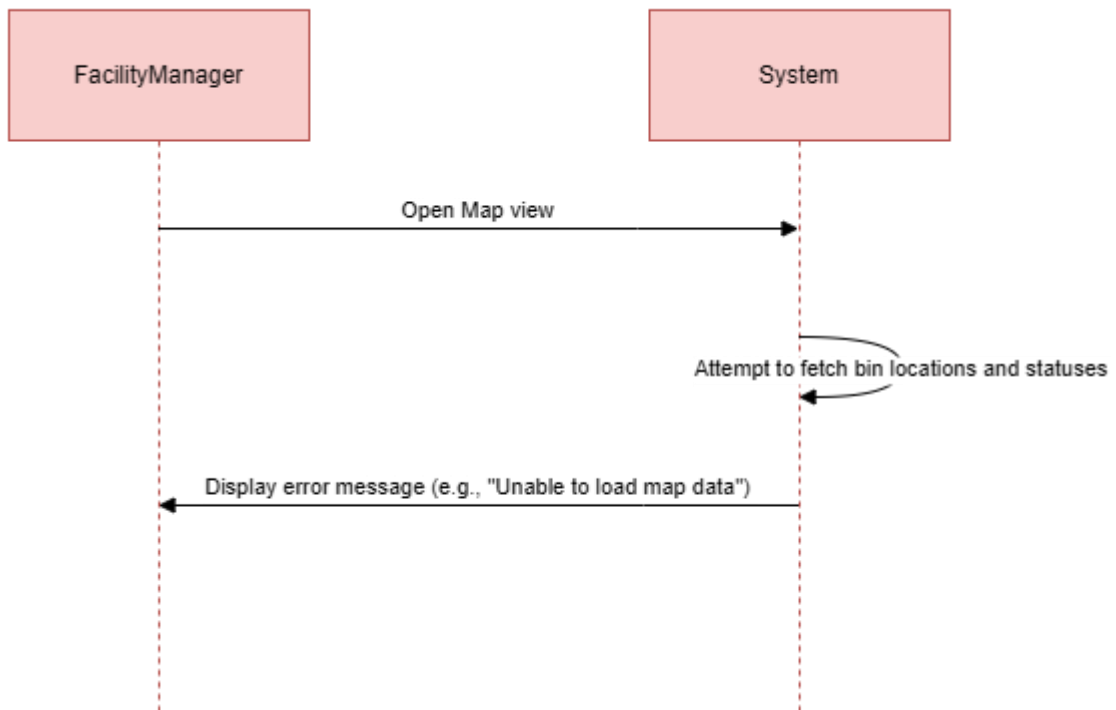 FacilityManager
System
Open Map view
Attempt to fetch bin locations and statuses
Display error message (e.g., "Unable to load map data")